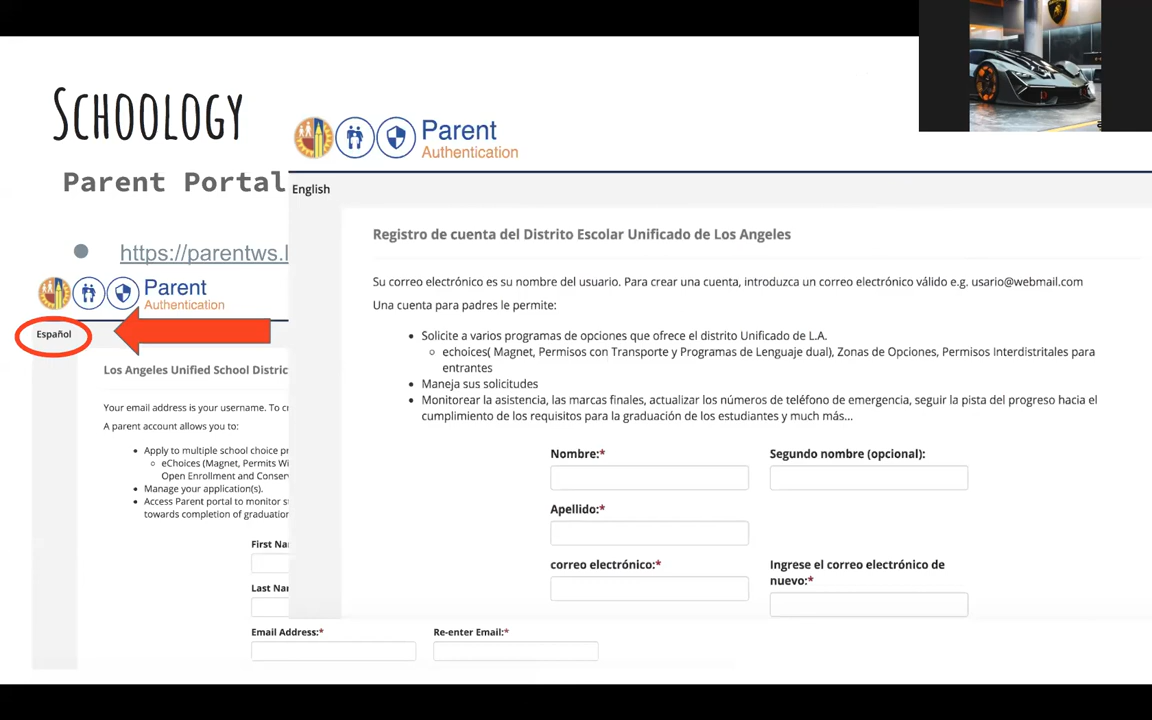 Schoology
Parent Portal
https://parentws.l
Parent
Authentication
Español
Los Angeles Unified School Distric
Your email address is your username. To cr
A parent account allows you to:
Apply to multiple school choice pr
eChoices (Magnet, Permits Wi
Open Enrollment and Conserv
Manage your application(s).
Access Parent portal to monitor st
towards completion of graduation
First Na
Last Nar
Email Address:*
Re-enter Email:*
Parent
Authentication
English
Registro de cuenta del Distrito Escolar Unificado de Los Angeles
Su correo electrónico es su nombre del usuario. Para crear una cuenta, introduzca un correo electrónico válido e.g. usario@webmail.com
Una cuenta para padres le permite:
Solicite a varios programas de opciones que ofrece el distrito Unificado de L.A.
echoices( Magnet, Permisos con Transporte y Programas de Lenguaje dual), Zonas de Opciones, Permisos Interdistritales para
entrantes
Maneja sus solicitudes
Monitorear la asistencia, las marcas finales, actualizar los números de teléfono de emergencia, seguir la pista del progreso hacia el
cumplimiento de los requisitos para la graduación de los estudiantes y much más...
Nombre:*
Segundo nombre (opcional):
Apellido:*
correo electrónico:*
Ingrese el correo electrónico de
nuevo:*